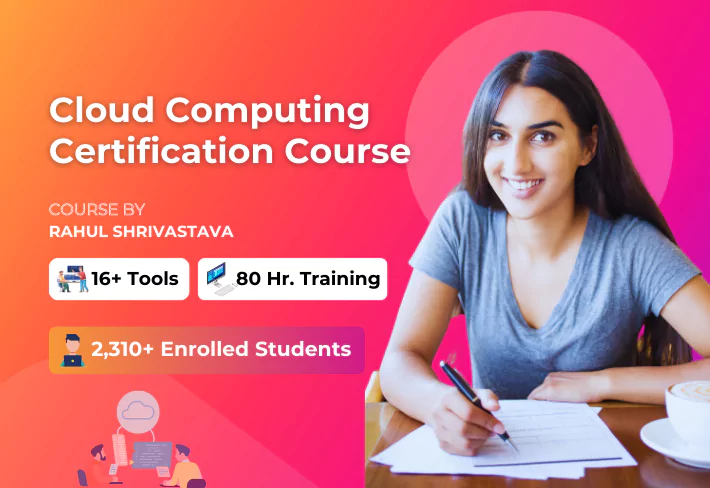 Cloud Computing
Certification Course
COURSE BY
RAHUL SHRIVASTAVA
16+ Tools
80 Hr. Training
2,310+ Enrolled Students